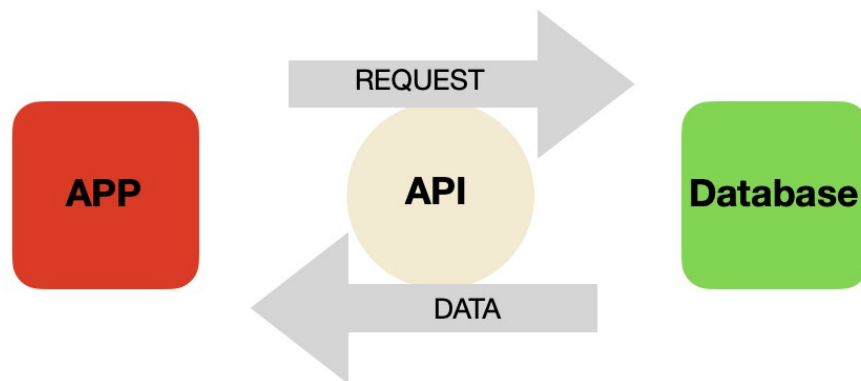 REQUEST
APP
API
Database
DATA